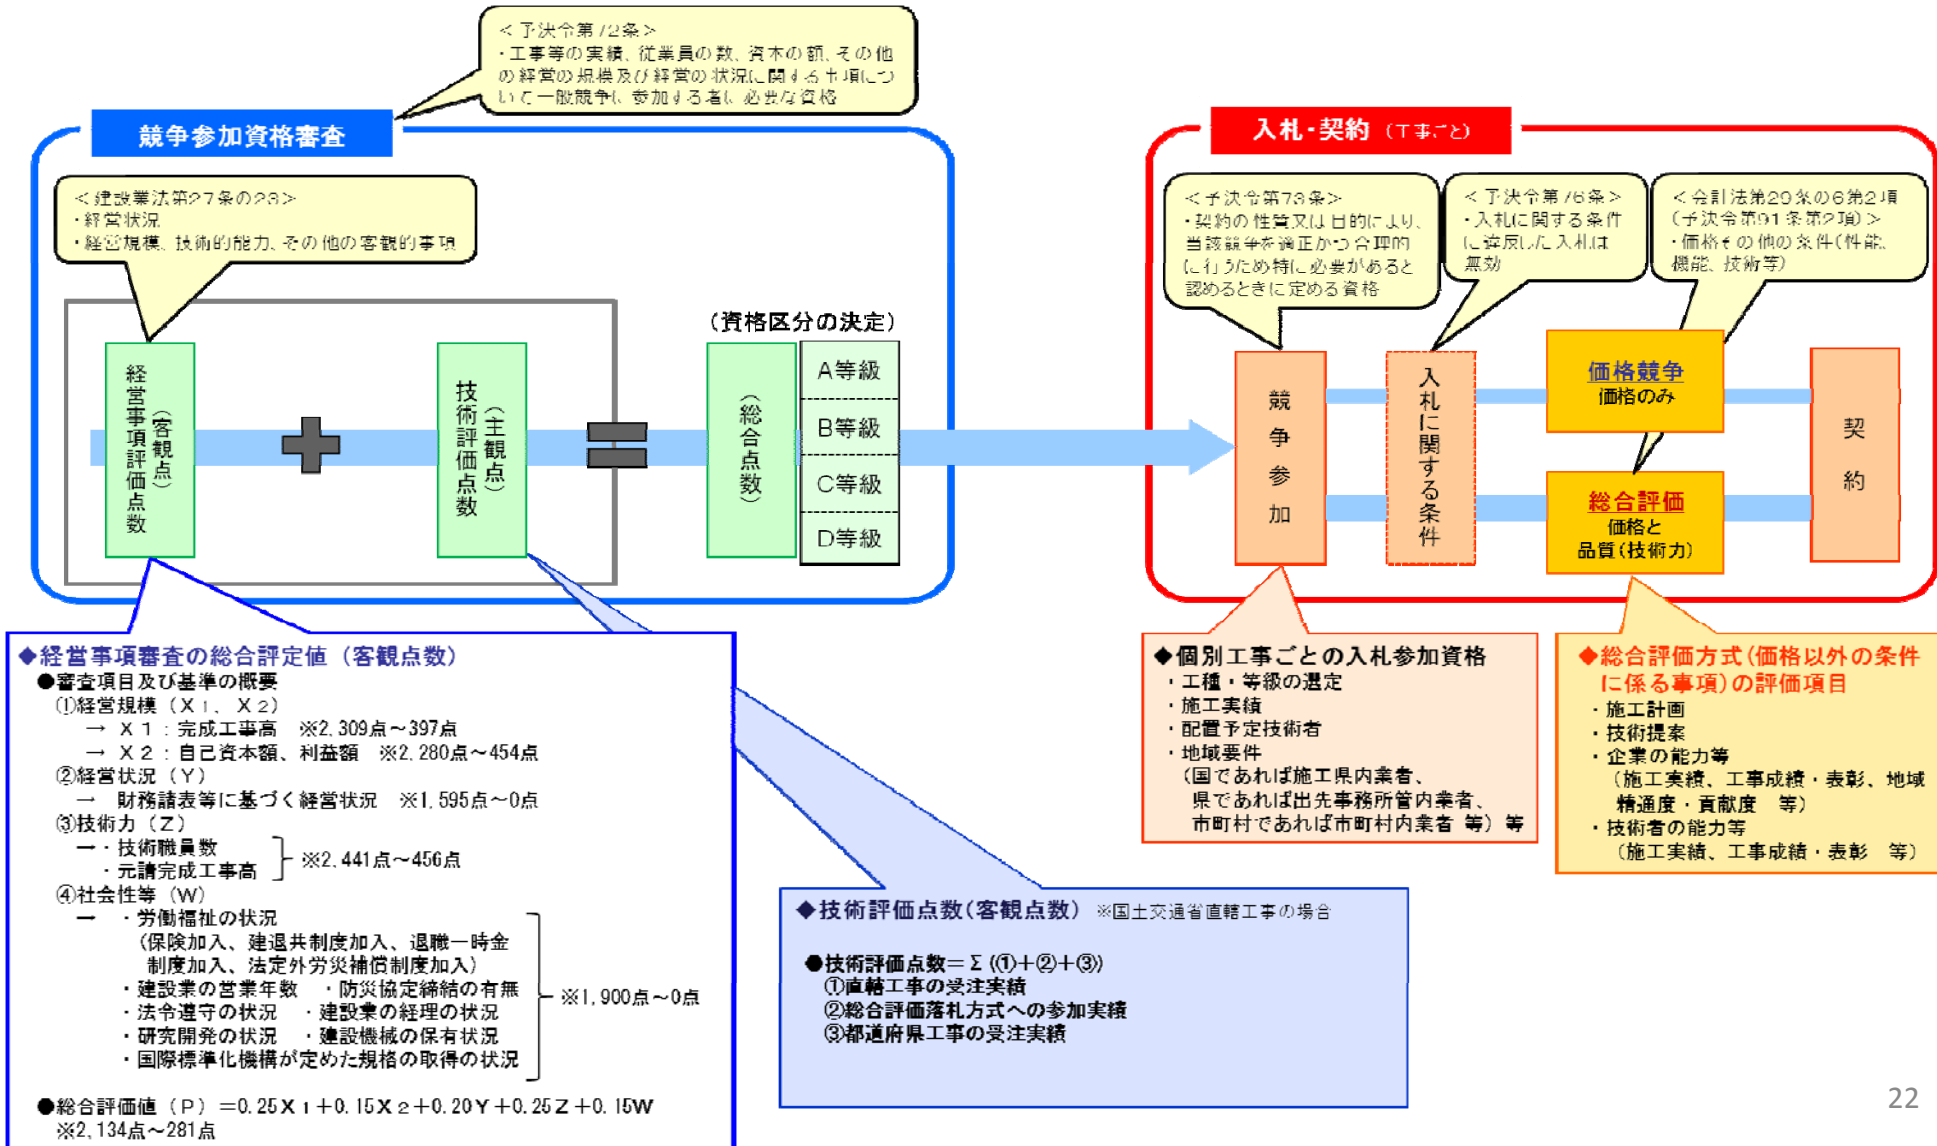 ＜予決令第72条＞
・工事等の実績、従業員の数、資本の額、その他
の経営の規模及び経営の状況に関する事項につ
いて一般競争に参加する者に必要な資格
競争参加資格審査
＜建設業法第27条の23＞
・経営状況
・経営規模、技術的能力、その他の客観的事項
（資格区分の決定）
経営事項評価点数
（客観点）
技術評価点数
（主観点）
（総合点数）
A等級
B等級
C等級
D等級
入札・契約（工事ごと）
＜予決令第73条＞
・契約の性質又は目的により、
当該競争を適正かつ合理的
に行うため特に必要があると
認めるときに定める資格
＜予決令第76条＞
・入札に関する条件
に違反した入札は
無効
＜会計法第29条の6第2項
（予決令第91条第2項）＞
・価格その他の条件（性能、
機能、技術等）
競争参加
入札に関する条件
価格競争
価格のみ
総合評価
価格と
品質（技術力）
契約
◆経営事項審査の総合評定値（客観点数）
●審査項目及び基準の概要
①経営規模（Ｘ1、Ｘ2）
→ Ｘ１：完成工事高 ※2,309点～397点
→ Ｘ２：自己資本額、利益額 ※2,280点～454点
②経営状況（Ｙ）
→ 財務諸表等に基づく経営状況 ※1,595点～0点
③技術力（Ｚ）
→・技術職員数
・元請完成工事高
※2,441点～456点
④社会性等（Ｗ）
→ ・労働福祉の状況
（保険加入、建退共制度加入、退職一時金
制度加入、法定外労災補償制度加入）
・建設業の営業年数 ・防災協定締結の有無
・法令遵守の状況 ・建設業の経理の状況
・研究開発の状況 ・建設機械の保有状況
・国際標準化機構が定めた規格の取得の状況
※1,900点～0点
●総合評価値（Ｐ）＝0.25Ｘ1＋0.15Ｘ2＋0.20Ｙ＋0.25Ｚ＋0.15Ｗ
※2,134点～281点
◆技術評価点数（客観点数） ※国土交通省直轄工事の場合
●技術評価点数＝Σ（（①＋②＋③））
①直轄工事の受注実績
②総合評価落札方式への参加実績
③都道府県工事の受注実績
◆個別工事ごとの入札参加資格
・工種・等級の選定
・施工実績
・配置予定技術者
・地域要件
（国であれば施工県内業者、
県であれば出先事務所管内業者、
市町村であれば市町村内業者 等）等
◆総合評価方式（価格以外の条件
に係る事項）の評価項目
・施工計画
・技術提案
・企業の能力等
（施工実績、工事成績・表彰、地域
精通度・貢献度 等）
・技術者の能力等
（施工実績、工事成績・表彰 等）
22